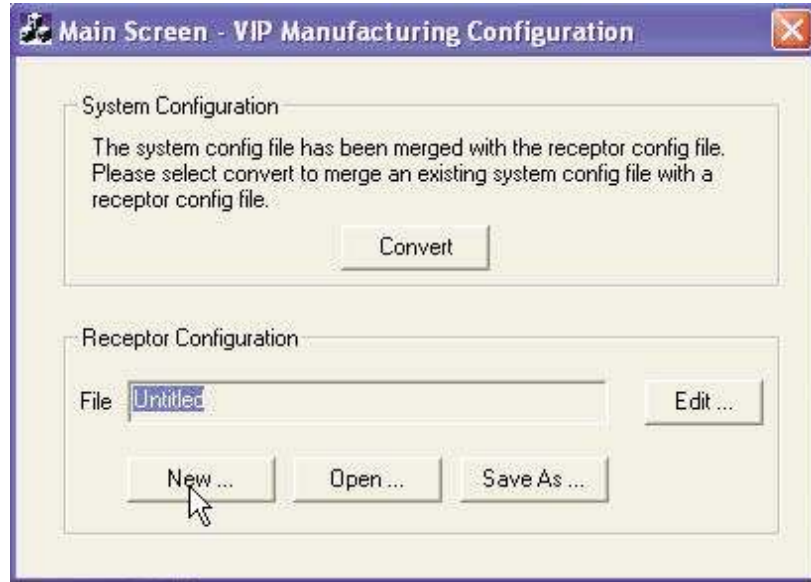 Main Screen - VIP Manufacturing Configuration
System Configuration
The system config file has been merged with the receptor config file.
Please select convert to merge an existing system config file with a
receptor config file.
Convert
Receptor Configuration
File Untitled Edit ...
New ... Open ... Save As ...